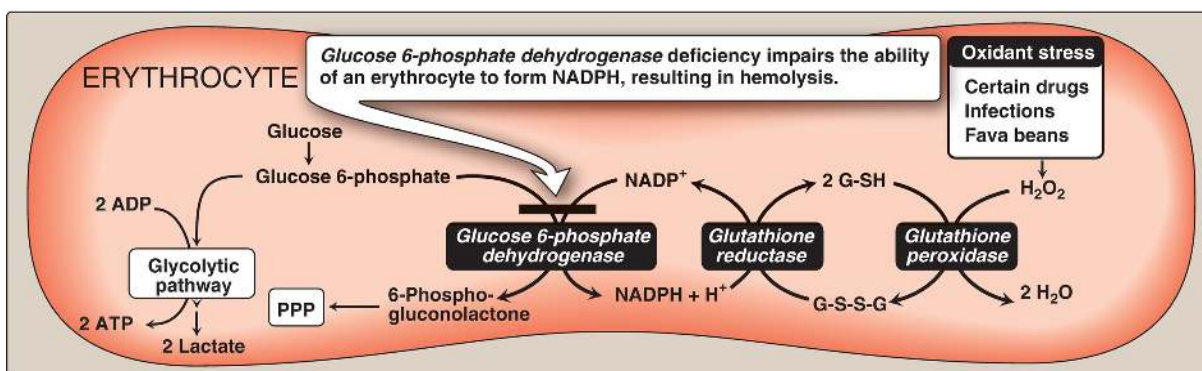 Glucose 6-phosphate dehydrogenase deficiency impairs the ability
of an erythrocyte to form NADPH, resulting in hemolysis.
ERYTHROCYTE
Oxidant stress
Certain drugs
Infections
Fava beans
Glucose
Glucose 6-phosphate
NADP⁺
2 G-SH
H₂O₂
2 ADP
Glycolytic
pathway
Glucose 6-phosphate
dehydrogenase
Glutathione
reductase
Glutathione
peroxidase
2 ATP
2 Lactate
PPP
6-Phospho-
gluconolactone
NADPH + H⁺
G-S-S-G
2 H₂O